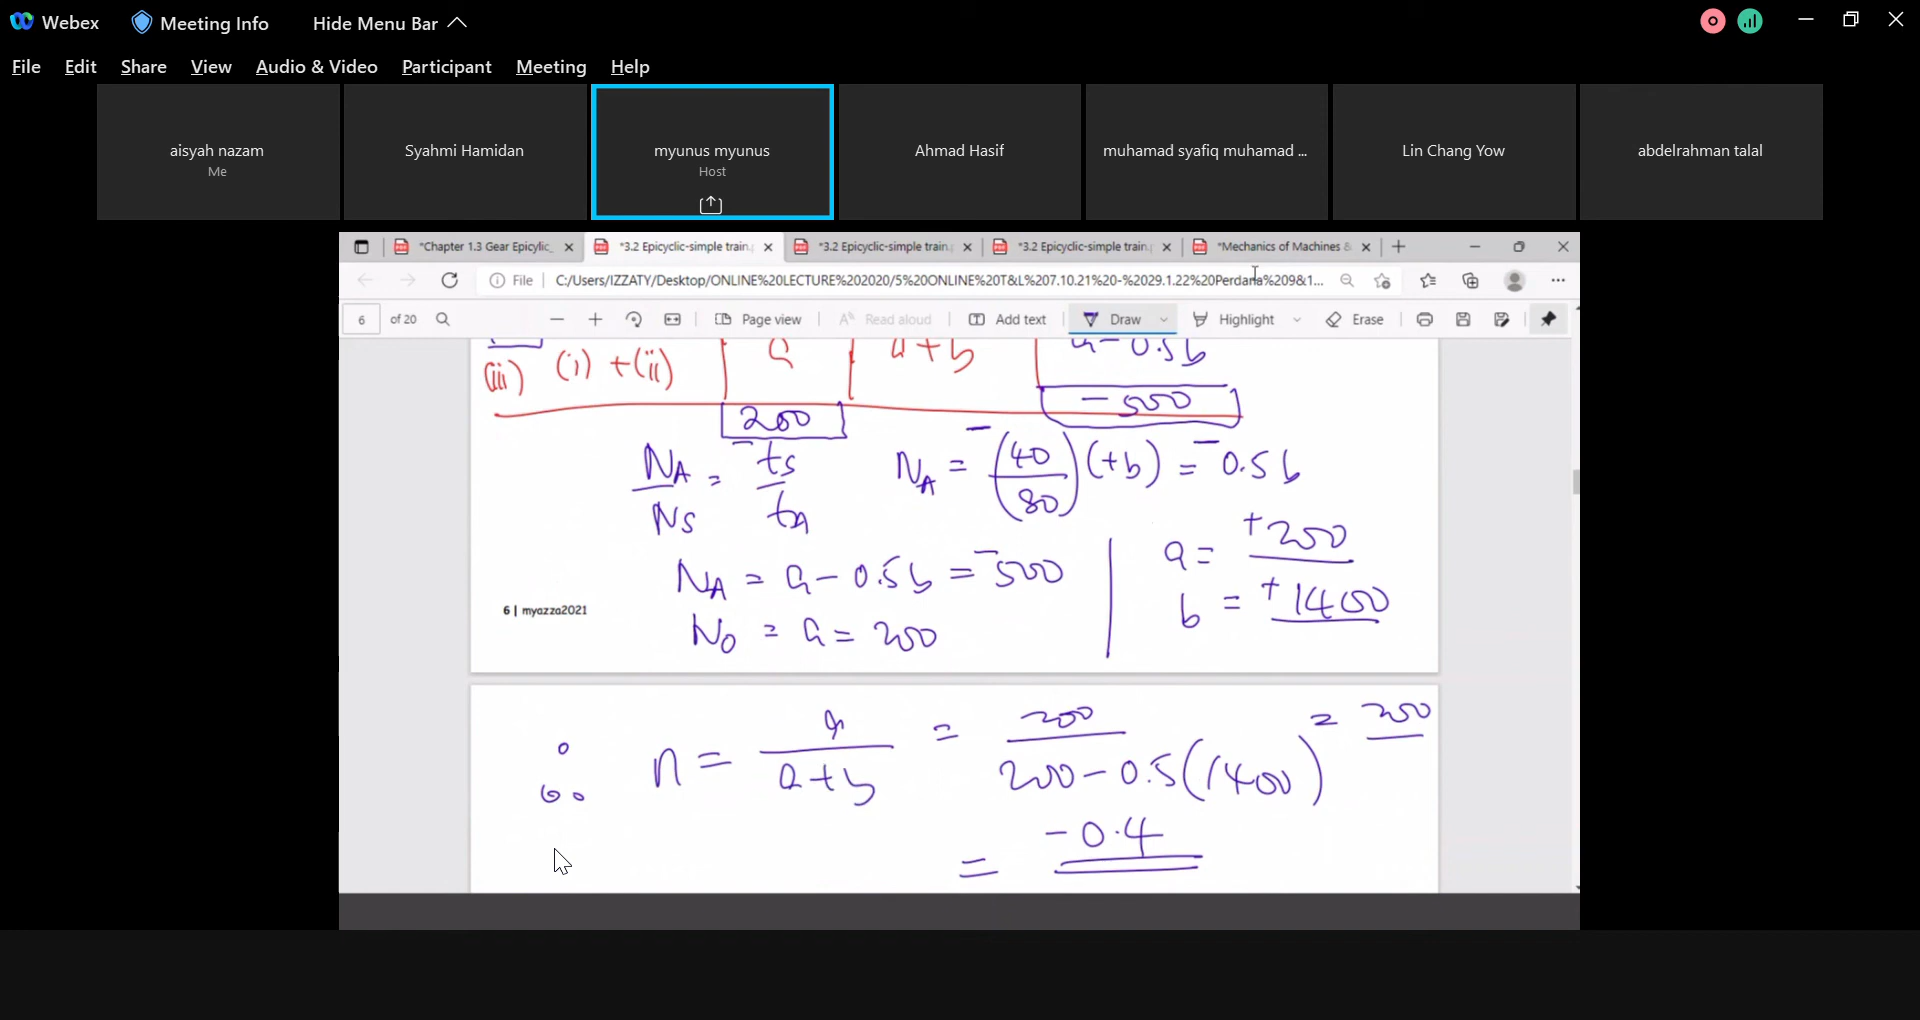 Webex Meeting Info Hide Menu Bar
File Edit Share View Audio & Video Participant Meeting Help
aisyah nazam Syahmi Hamidan myunus myunus Ahmad Hasif muhamad syafiq muhamad ... Lin Chang Yow abdelrahman talal
Me Host
*Chapter 1.3 Gear Epicylic_ *3.2 Epicyclic-simple train. *3.2 Epicyclic-simple train. *3.2 Epicyclic-simple train. *Mechanics of Machines &
File C:/Users/IZZATY/Desktop/ONLINE%20LECTURE%202020/5%20ONLINE%20T&L%207.10.21%20-%2029.1.22%20Perdana%209&1...
6 of 20 Page view Read aloud Add text Draw Highlight Erase
(iii) (i) + (ii) a a + b a - 0.5b
-500
200
NA/NS = -tS/tA NA = -(40/80)(+b) = -0.5b
NA = a - 0.5b = -500 a = +200
6 | myazza2021 b = +1400
No = a = 200
n = a/(a+b) = 200/(200 - 0.5(1400)) = 200
= -0.4